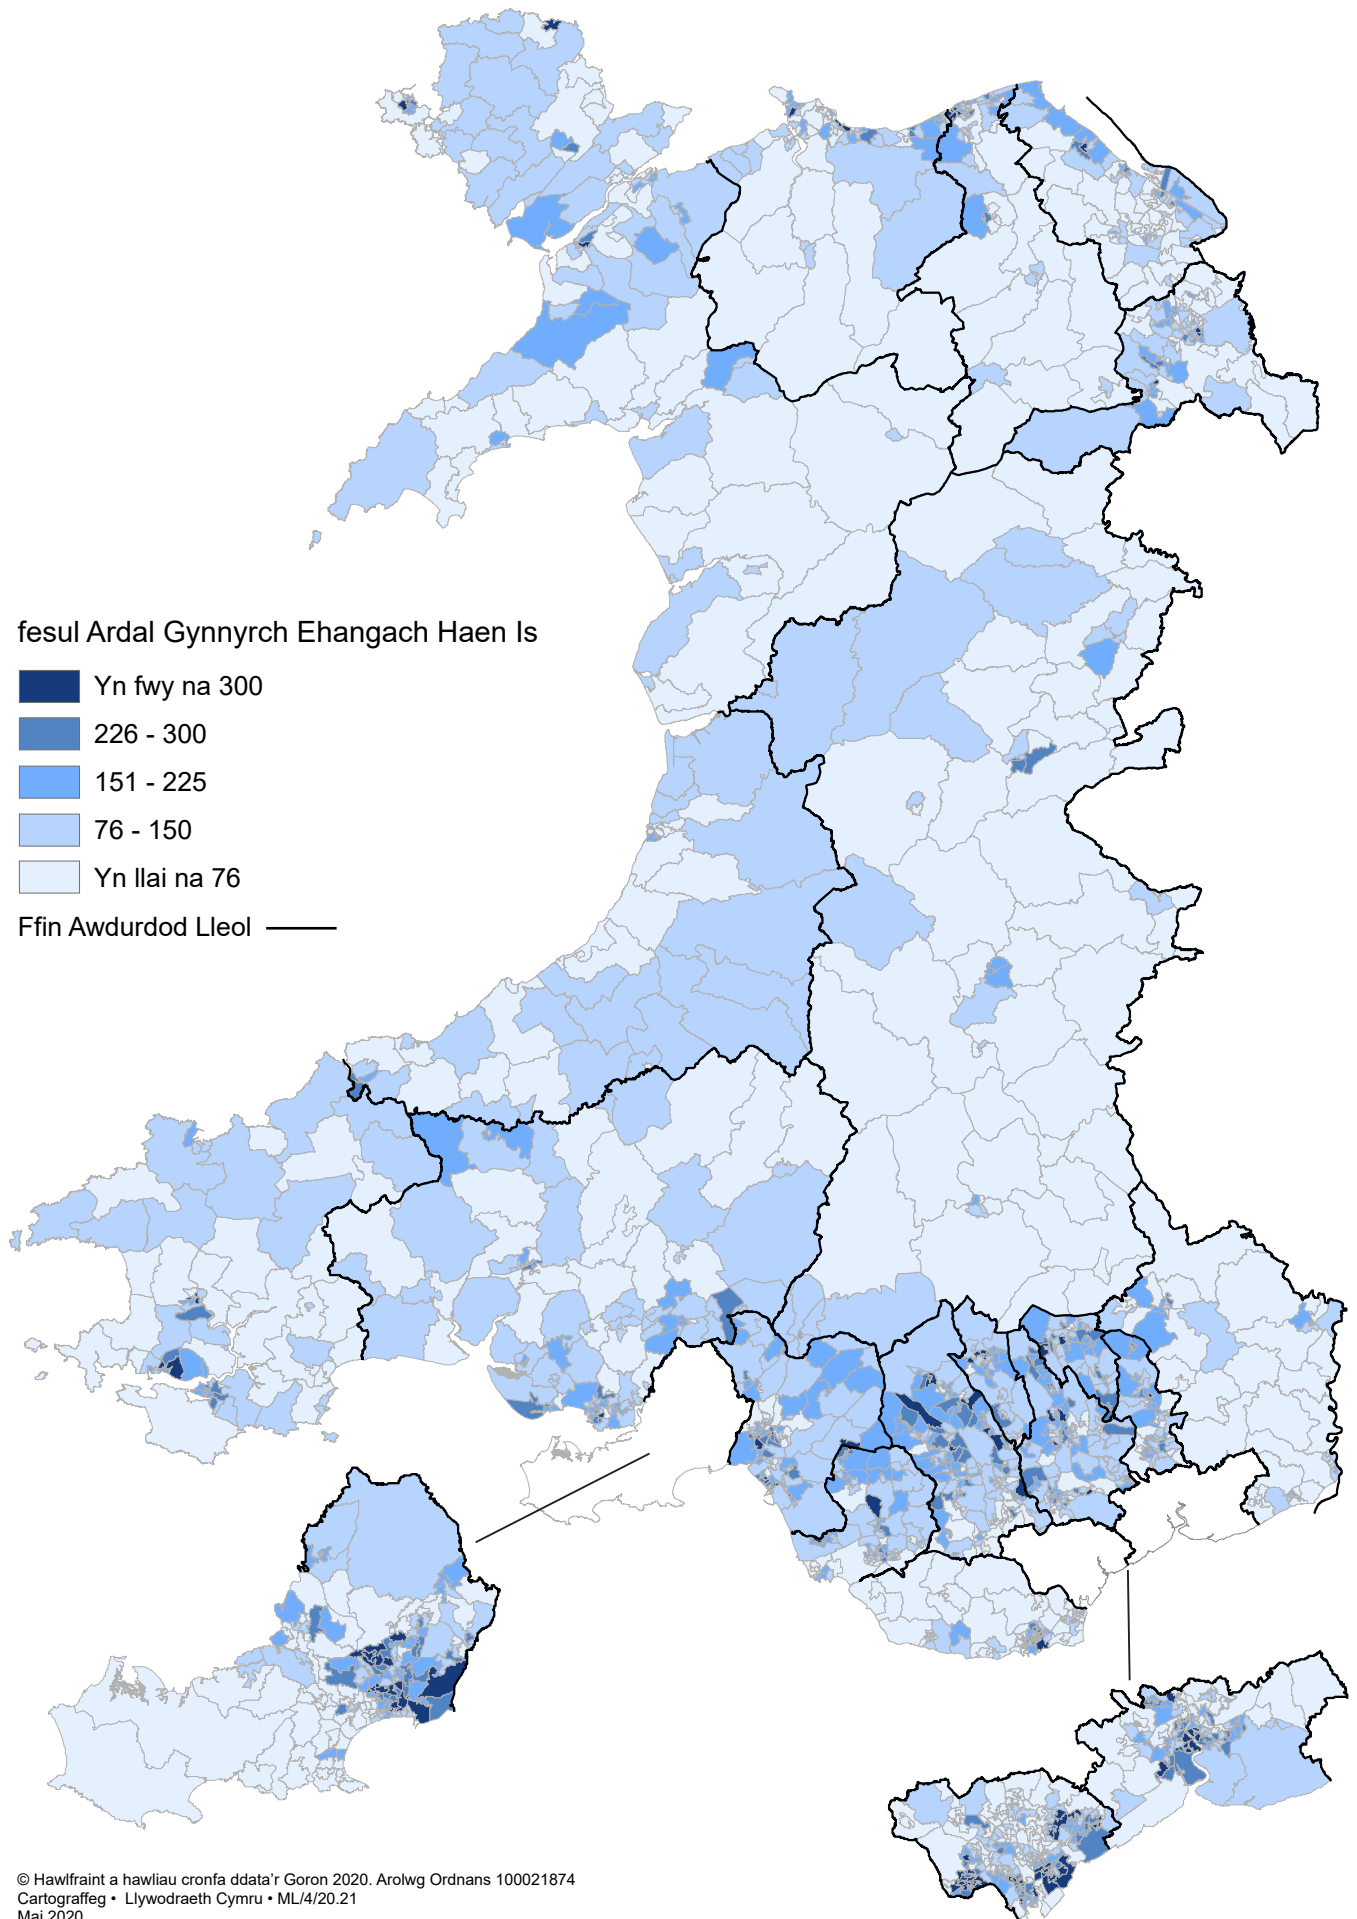 fesul Ardal Gynnyrch Ehangach Haen Is
Yn fwy na 300
226 - 300
151 - 225
76 - 150
Yn llai na 76
Ffin Awdurdod Lleol
© Hawlfraint a hawliau cronfa ddata’r Goron 2020. Arolwg Ordnans 100021874
Cartograffeg • Llywodraeth Cymru • ML/4/20.21
Mai 2020